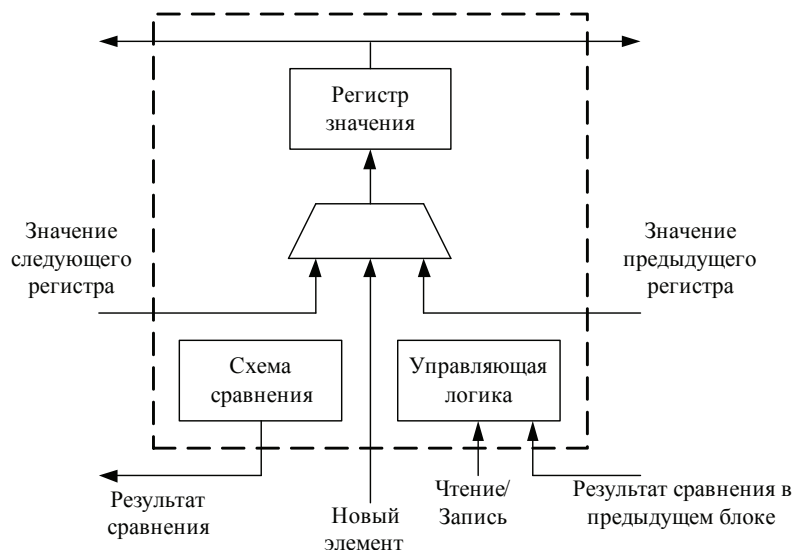 Регистр
значения
Значение
следующего
регистра
Значение
предыдущего
регистра
Схема
сравнения
Управляющая
логика
Результат
сравнения
Новый
элемент
Чтение/
Запись
Результат сравнения в
предыдущем блоке